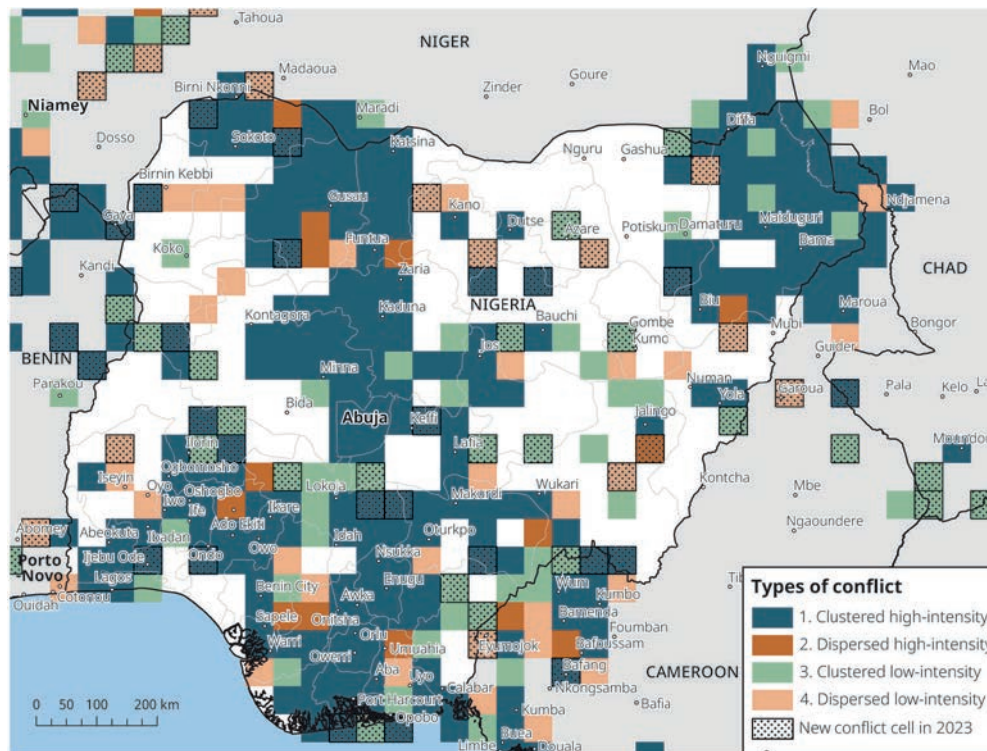 Tahoua
NIGER
Nguigmi
Mao
Madaoua
Birni Nkonni
Zinder
Goure
Niamey
Maradi
Diffa
Bol
Dosso
Sokoto
Katsina
Nguru
Gashua
Birnin Kebbi
Gusau
Kano
Ndjamena
Gaya
Dutse
Azare
Potiskum
Damaturu
Maiduguri
Koko
Funtua
Bama
Kandi
Zaria
CHAD
NIGERIA
Biu
Maroua
Kontagora
Kaduna
Bauchi
Gombe
Mubi
Bongor
Kumo
BENIN
Jos
Guider
Parakou
Minna
Numan
Yola
Garoua
Pala
Kelo
La
Bida
Abuja
Keffi
Jalingo
Ilorin
Lafia
Moundou
Ogbomosho
Iseyin
Oyo
Oshogbo
Lokoja
Makurdi
Wukari
Kontcha
Mbe
Iwo
Ikare
Ife
Abomey
Abeokuta
Ado Ekiti
Oturkpo
Ngaoundere
Ibadan
Idah
Owo
Porto
-Novo
Ijebu Ode
Ondo
Nsukka
Lagos
Benin City
Enugu
Wum
Kumbo
Tib
Cotonou
Ouidah
Awka
Bamenda
Sapele
Onitsha
Foumban
Warri
Orlu
Umuahia
Eyumojok
Bafoussam
Owerri
Aba
Uyo
Bafang
CAMEROON
Calabar
Nkongsamba
Port Harcourt
Bafia
Opobo
Kumba
Buea
Limbe
Douala
0 50 100 200 km
Types of conflict
1. Clustered high-intensity
2. Dispersed high-intensity
3. Clustered low-intensity
4. Dispersed low-intensity
New conflict cell in 2023